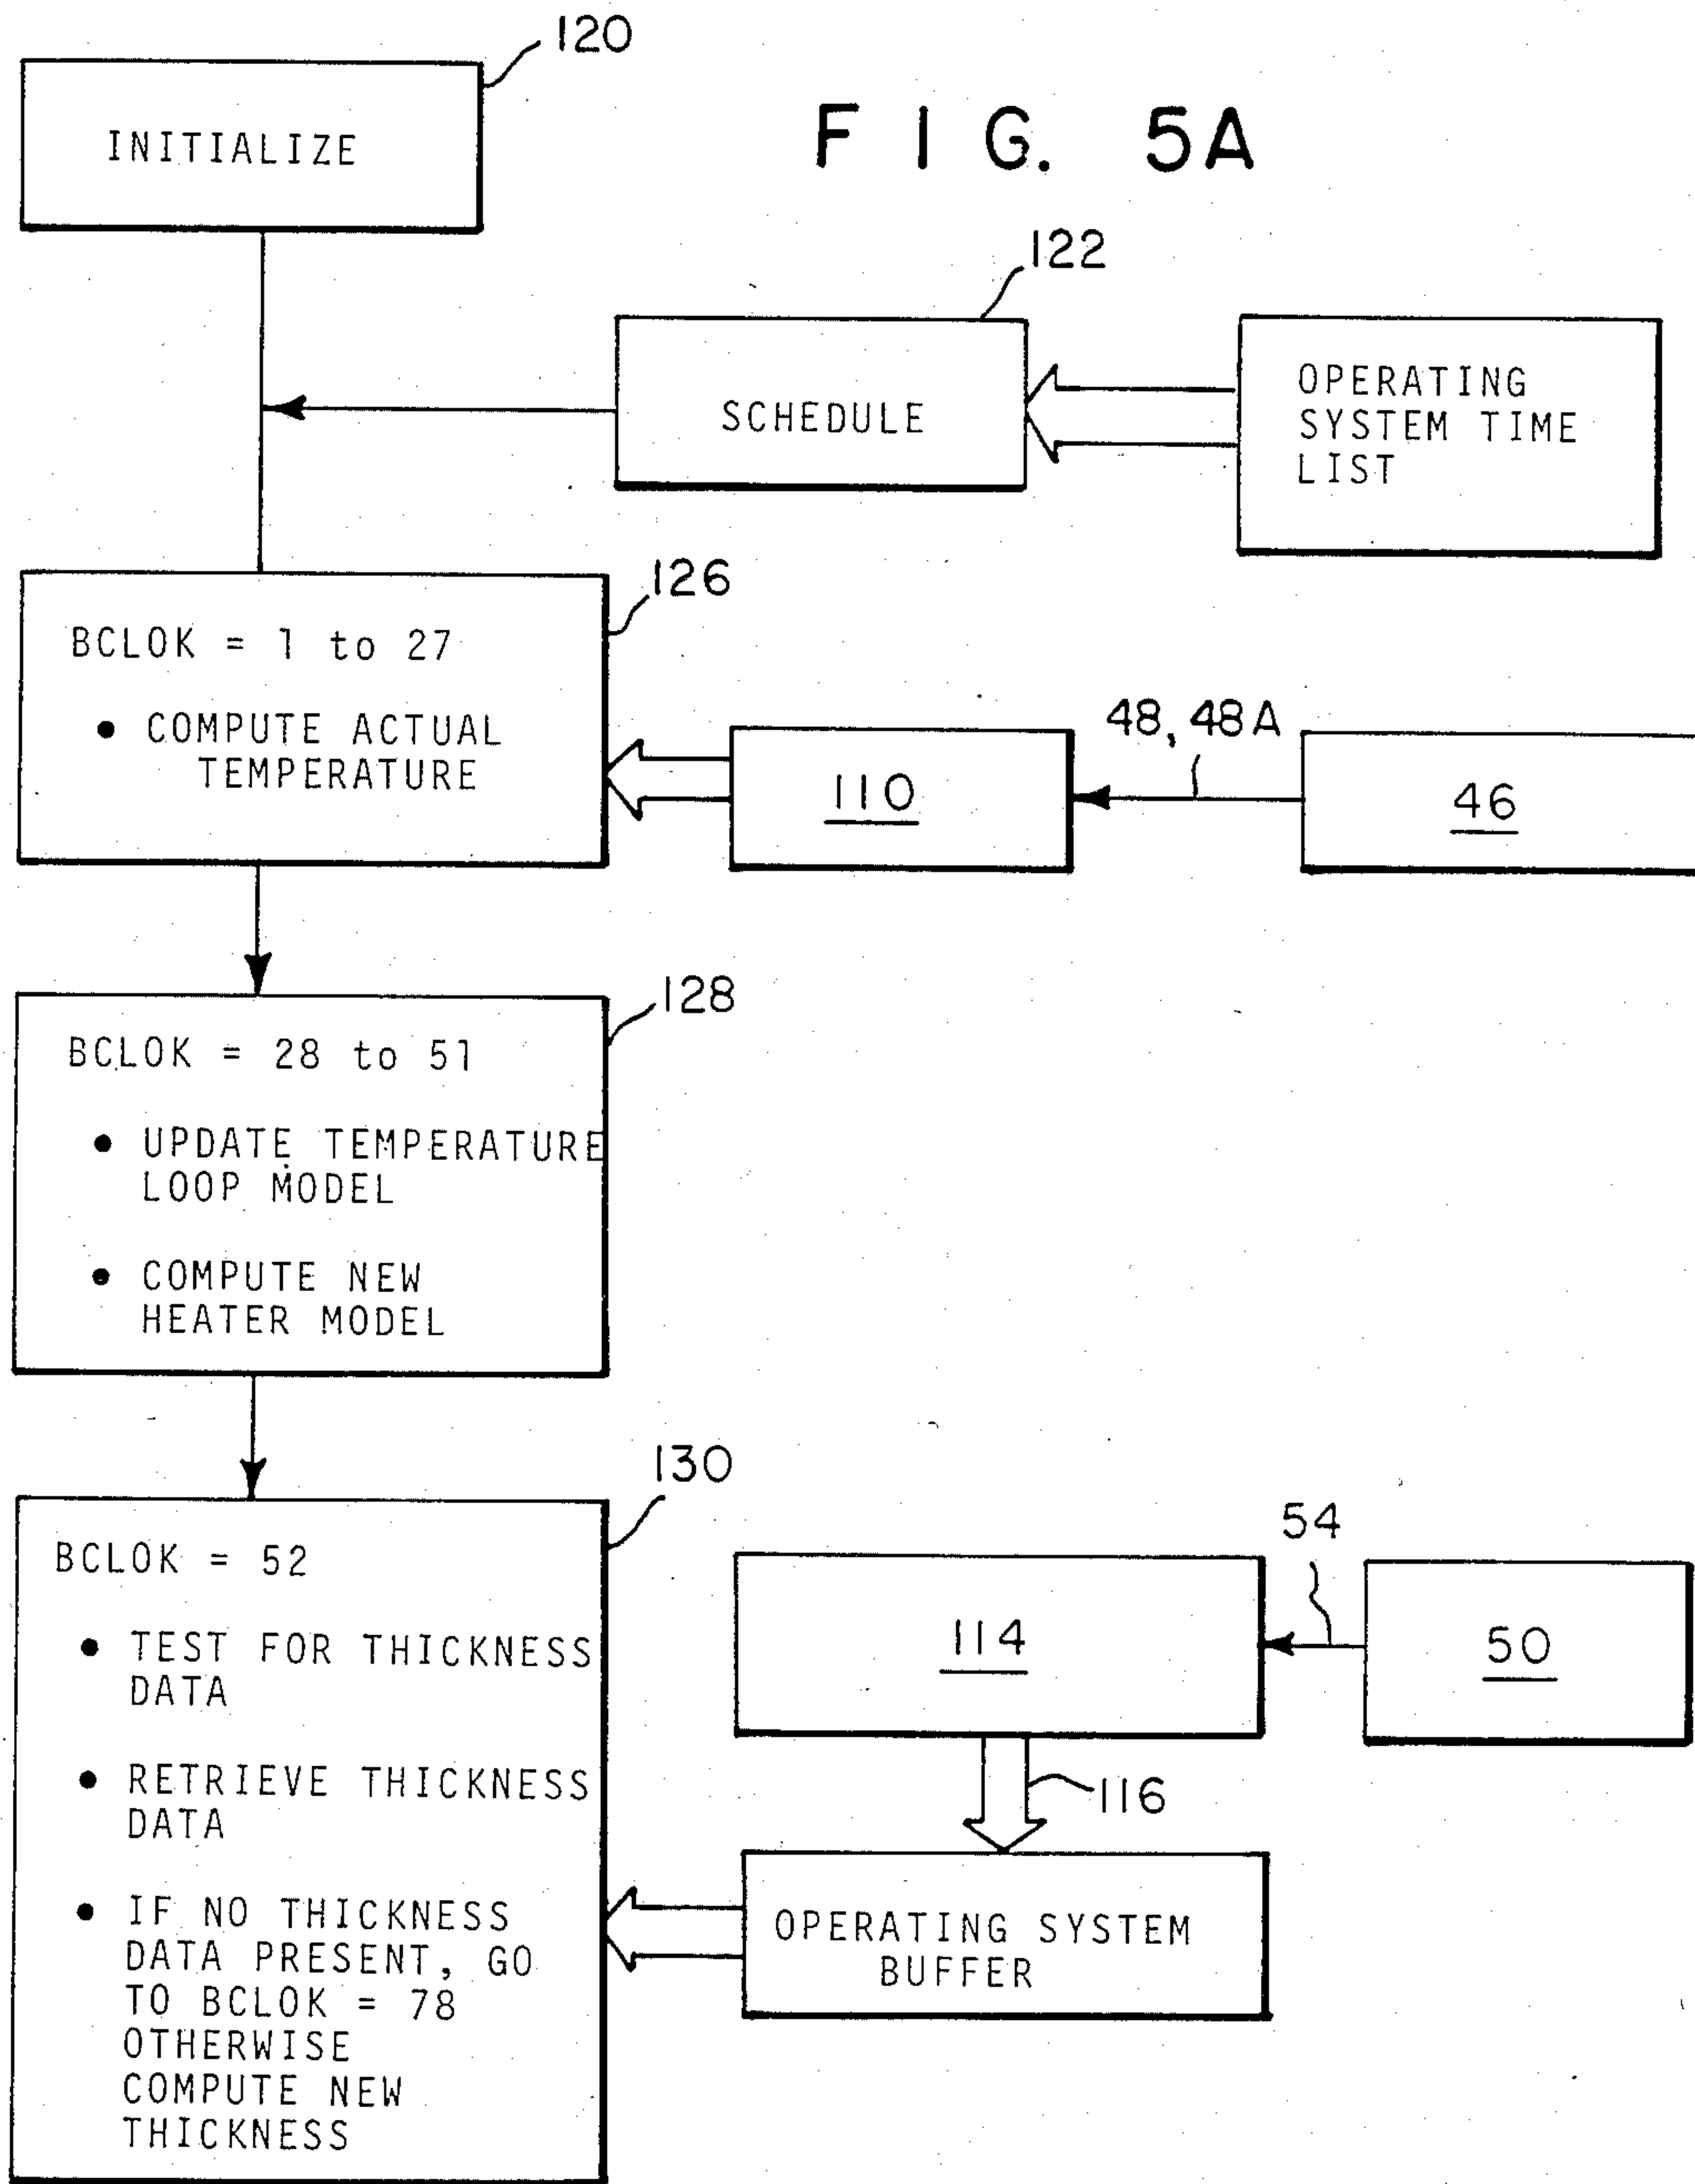 120
INITIALIZE
FIG. 5A
122
SCHEDULE
OPERATING
SYSTEM TIME
LIST
126
BCLOK = 1 to 27
• COMPUTE ACTUAL
TEMPERATURE
110
48, 48A
46
128
BCLOK = 28 to 51
• UPDATE TEMPERATURE
LOOP MODEL
• COMPUTE NEW
HEATER MODEL
130
BCLOK = 52
• TEST FOR THICKNESS
DATA
• RETRIEVE THICKNESS
DATA
• IF NO THICKNESS
DATA PRESENT, GO
TO BCLOK = 78
OTHERWISE
COMPUTE NEW
THICKNESS
114
54
50
116
OPERATING SYSTEM
BUFFER